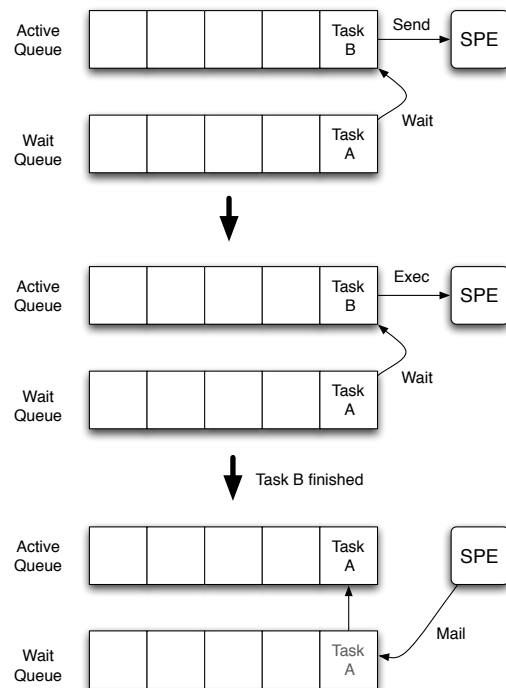 Active
Queue
Task
B
Send
SPE
Wait
Wait
Queue
Task
A
Active
Queue
Task
B
Exec
SPE
Wait
Wait
Queue
Task
A
Task B finished
Active
Queue
Task
A
SPE
Mail
Wait
Queue
Task
A